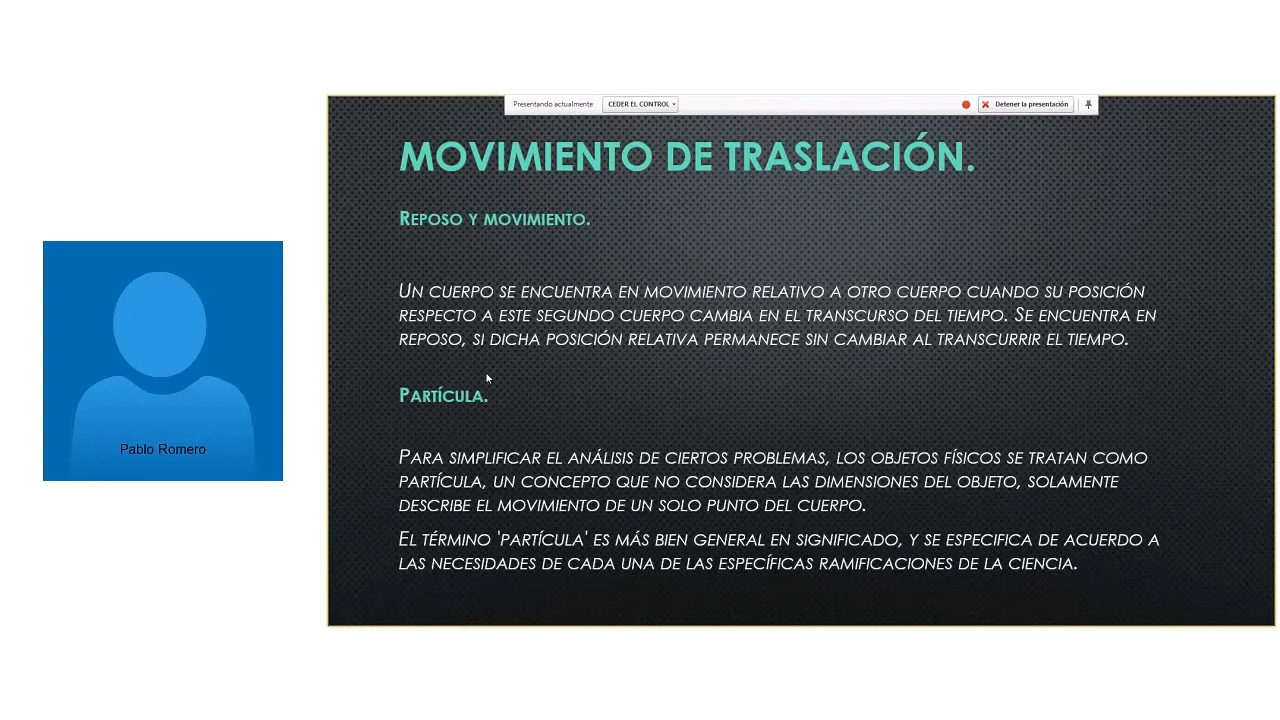 Presentando actualmente CEDER EL CONTROL Detener la presentación
MOVIMIENTO DE TRASLACIÓN.
REPOSO Y MOVIMIENTO.
UN CUERPO SE ENCUENTRA EN MOVIMIENTO RELATIVO A OTRO CUERPO CUANDO SU POSICIÓN
RESPECTO A ESTE SEGUNDO CUERPO CAMBIA EN EL TRANSCURSO DEL TIEMPO. SE ENCUENTRA EN
REPOSO, SI DICHA POSICIÓN RELATIVA PERMANECE SIN CAMBIAR AL TRANSCURRIR EL TIEMPO.
PARTÍCULA.
Pablo Romero
PARA SIMPLIFICAR EL ANÁLISIS DE CIERTOS PROBLEMAS, LOS OBJETOS FÍSICOS SE TRATAN COMO
PARTÍCULA, UN CONCEPTO QUE NO CONSIDERA LAS DIMENSIONES DEL OBJETO, SOLAMENTE
DESCRIBE EL MOVIMIENTO DE UN SOLO PUNTO DEL CUERPO.
EL TÉRMINO 'PARTÍCULA' ES MÁS BIEN GENERAL EN SIGNIFICADO, Y SE ESPECIFICA DE ACUERDO A
LAS NECESIDADES DE CADA UNA DE LAS ESPECÍFICAS RAMIFICACIONES DE LA CIENCIA.